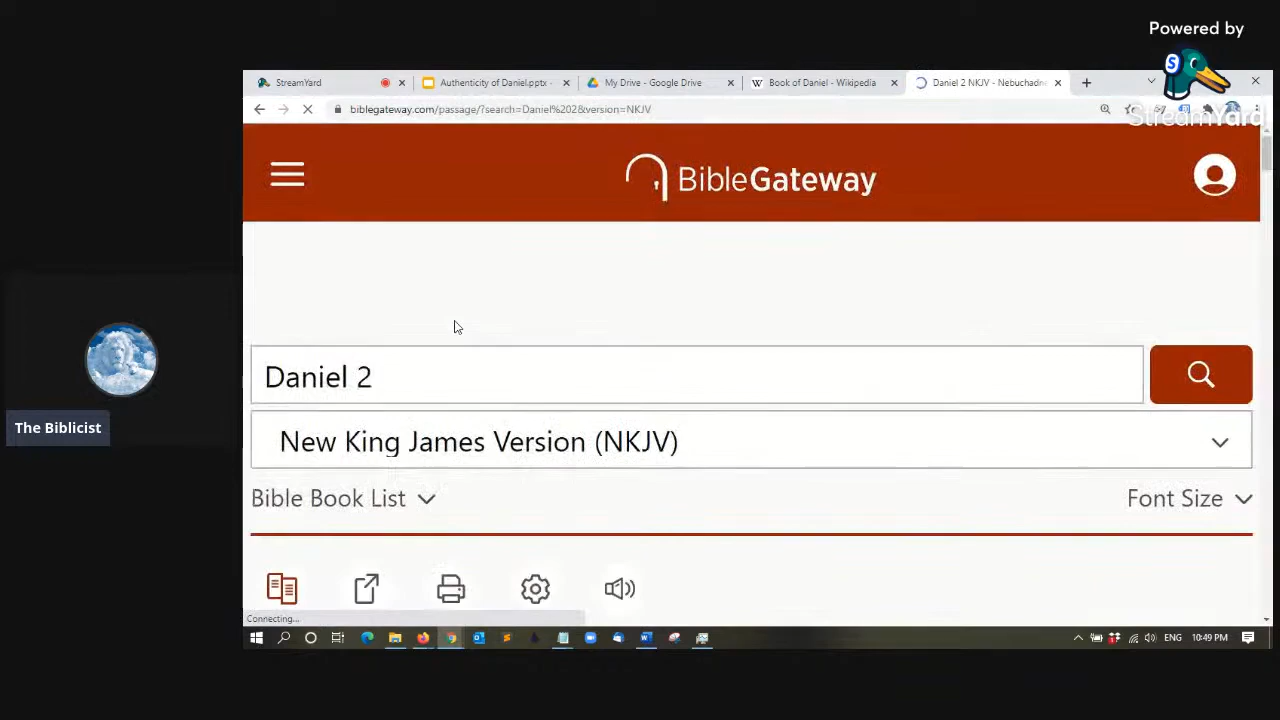 Powered by
StreamYard
StreamYard
Authenticity of Daniel.pptx -
My Drive - Google Drive
Book of Daniel - Wikipedia
Daniel 2 NKJV - Nebuchadne
biblegateway.com/passage/?search=Daniel%202&version=NKJV
BibleGateway
Daniel 2
New King James Version (NKJV)
The Biblicist
Bible Book List
Font Size
Connecting...
ENG
10:49 PM